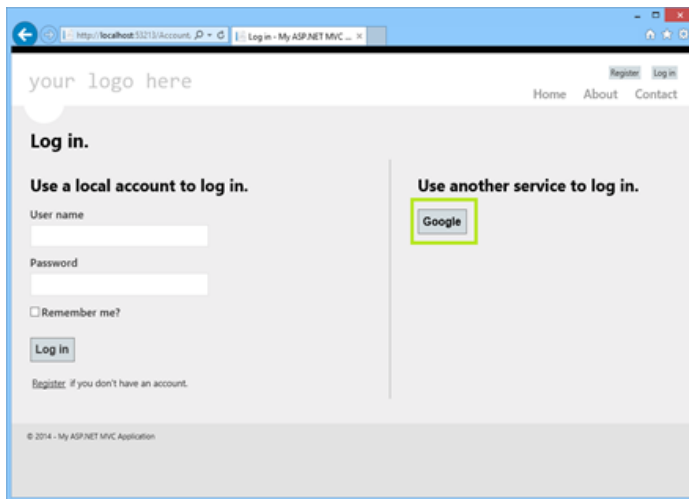 http://localhost:53213/Account
Log in - My ASP.NET MVC ...
your logo here
Register Log in
Home About Contact
Log in.
Use a local account to log in.
User name
Password
Remember me?
Log in
Register if you don't have an account.
Use another service to log in.
Google
© 2014 - My ASP.NET MVC Application